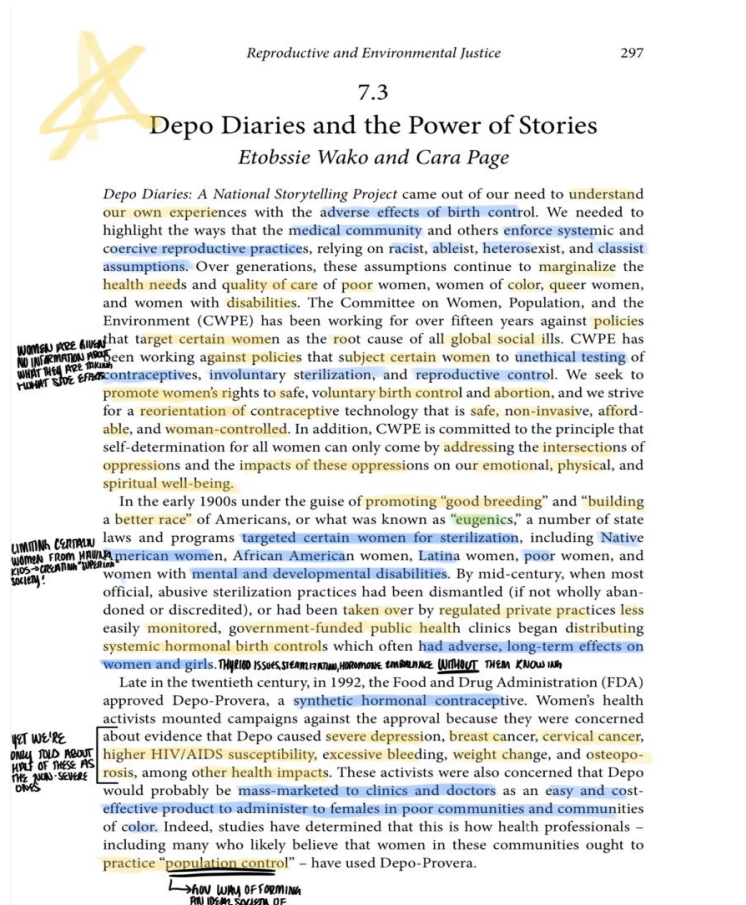 Reproductive and Environmental Justice 297
7.3
Depo Diaries and the Power of Stories
Etobssie Wako and Cara Page
Depo Diaries: A National Storytelling Project came out of our need to understand
our own experiences with the adverse effects of birth control. We needed to
highlight the ways that the medical community and others enforce systemic and
coercive reproductive practices, relying on racist, ableist, heterosexist, and classist
assumptions. Over generations, these assumptions continue to marginalize the
health needs and quality of care of poor women, women of color, queer women,
and women with disabilities. The Committee on Women, Population, and the
Environment (CWPE) has been working for over fifteen years against policies
that target certain women as the root cause of all global social ills. CWPE has
been working against policies that subject certain women to unethical testing of
contraceptives, involuntary sterilization, and reproductive control. We seek to
promote women's rights to safe, voluntary birth control and abortion, and we strive
for a reorientation of contraceptive technology that is safe, non-invasive, afford-
able, and woman-controlled. In addition, CWPE is committed to the principle that
self-determination for all women can only come by addressing the intersections of
oppressions and the impacts of these oppressions on our emotional, physical, and
spiritual well-being.
WOMEN ARE GIVEN
NO INFORMATION ABOUT
WHAT THEY ARE TAKING
+ WHAT SIDE EFFECTS
In the early 1900s under the guise of promoting "good breeding" and "building
a better race" of Americans, or what was known as "eugenics," a number of state
laws and programs targeted certain women for sterilization, including Native
American women, African American women, Latina women, poor women, and
women with mental and developmental disabilities. By mid-century, when most
official, abusive sterilization practices had been dismantled (if not wholly aban-
doned or discredited), or had been taken over by regulated private practices less
easily monitored, government-funded public health clinics began distributing
systemic hormonal birth controls which often had adverse, long-term effects on
women and girls. THYRIOD ISSUES, HOROMONE WITHOUT THEM KNOWING
LIMITING CERTAIN
WOMEN FROM HAVING
KIDS → CREATING "SUPERIOR
SOCIETY!
Late in the twentieth century, in 1992, the Food and Drug Administration (FDA)
approved Depo-Provera, a synthetic hormonal contraceptive. Women's health
activists mounted campaigns against the approval because they were concerned
about evidence that Depo caused severe depression, breast cancer, cervical cancer,
higher HIV/AIDS susceptibility, excessive bleeding, weight change, and osteopo-
rosis, among other health impacts. These activists were also concerned that Depo
would probably be mass-marketed to clinics and doctors as an easy and cost-
effective product to administer to females in poor communities and communities
of color. Indeed, studies have determined that this is how health professionals –
including many who likely believe that women in these communities ought to
practice "population control" – have used Depo-Provera.
YET WE'RE
ONLY TOLD ABOUT
HALF OF THESE AS
THE NON-SEVERE
ONES
WAY OF FORMING
AN IDEAL SOCIETY OF